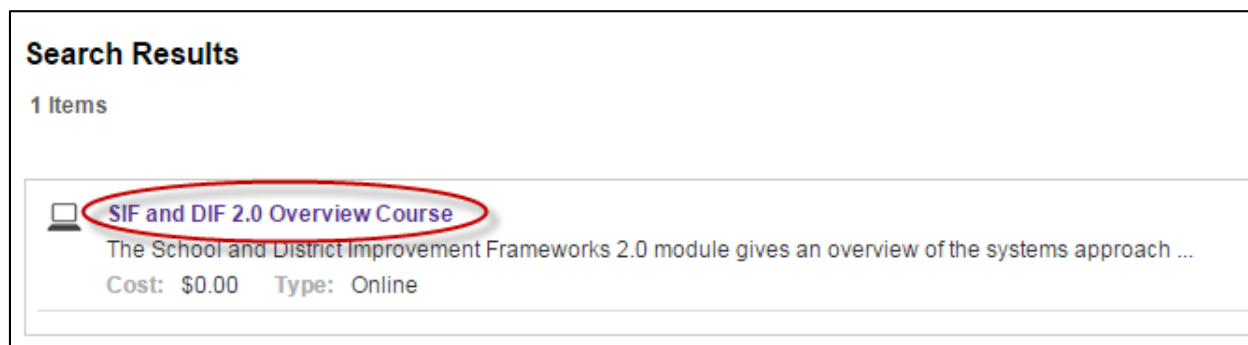 Search Results
1 Items
SIF and DIF 2.0 Overview Course
The School and District Improvement Frameworks 2.0 module gives an overview of the systems approach ...
Cost: $0.00 Type: Online